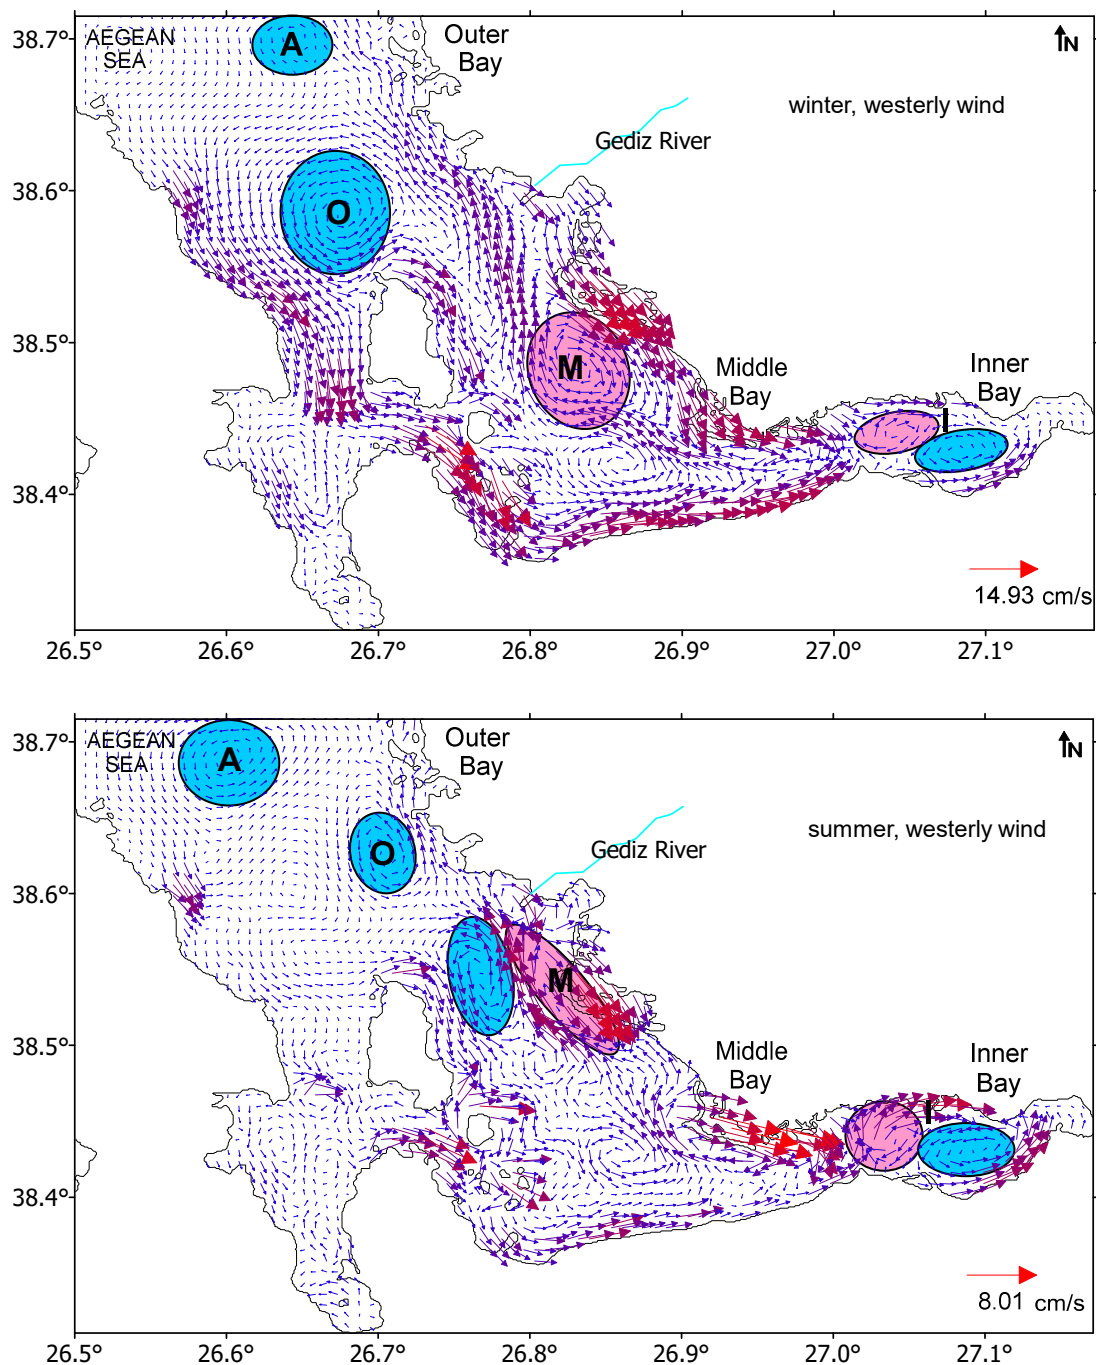 38.7°
AEGEAN
SEA
A
Outer
Bay
N
winter, westerly wind
Gediz River
38.6°
O
38.5°
M
Middle
Bay
Inner
Bay
I
38.4°
14.93 cm/s
26.5° 26.6° 26.7° 26.8° 26.9° 27.0° 27.1°
38.7°
AEGEAN
SEA
A
Outer
Bay
N
summer, westerly wind
Gediz River
O
38.6°
M
38.5°
Middle
Bay
Inner
Bay
I
38.4°
8.01 cm/s
26.5° 26.6° 26.7° 26.8° 26.9° 27.0° 27.1°